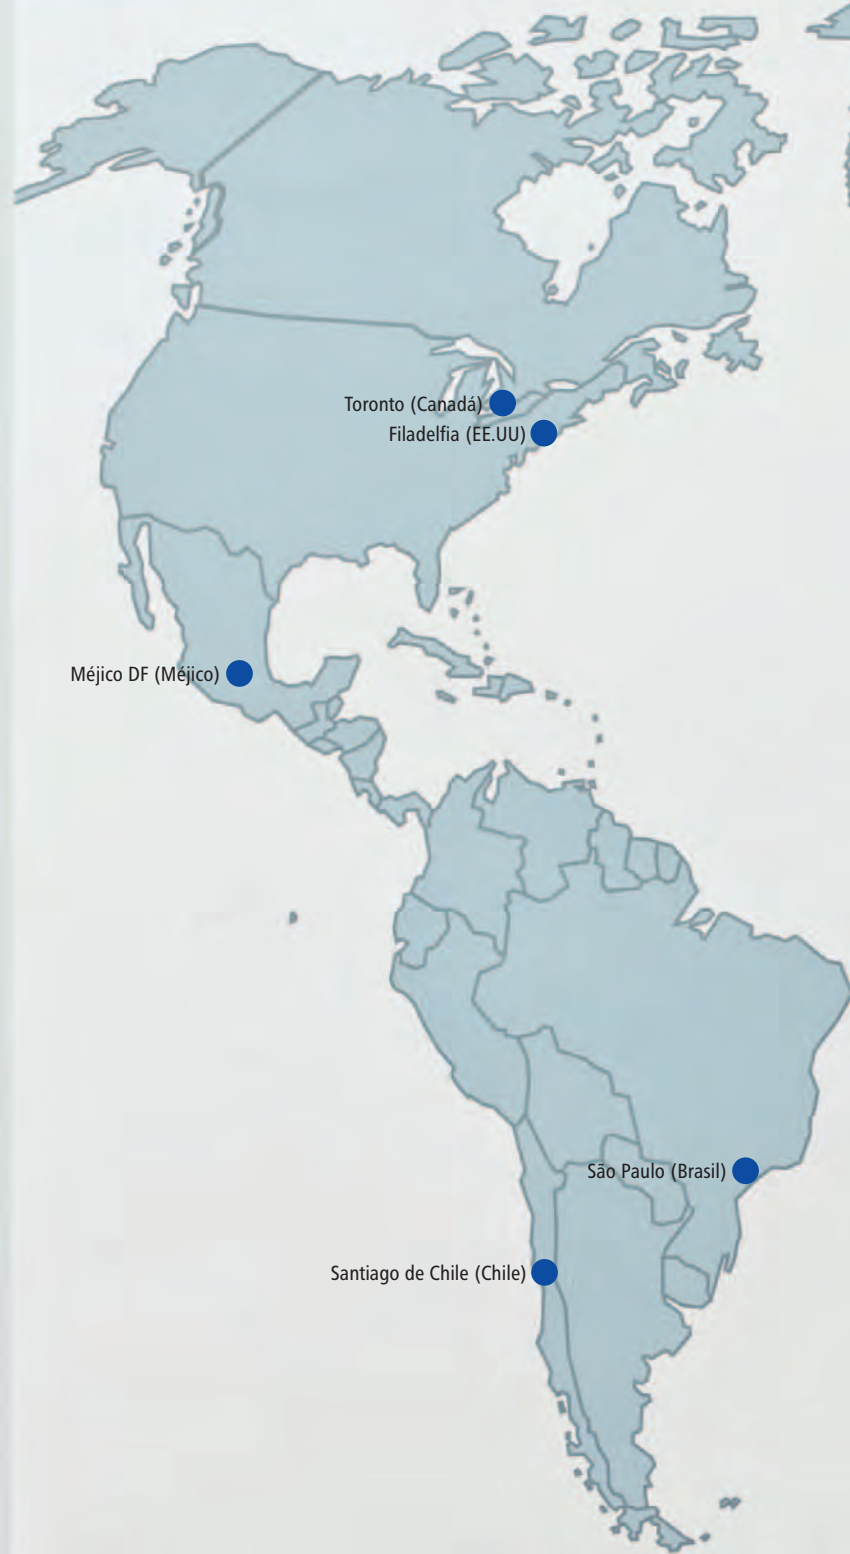 Toronto (Canadá)
Filadelfia (EE.UU)
Méjico DF (Méjico)
São Paulo (Brasil)
Santiago de Chile (Chile)